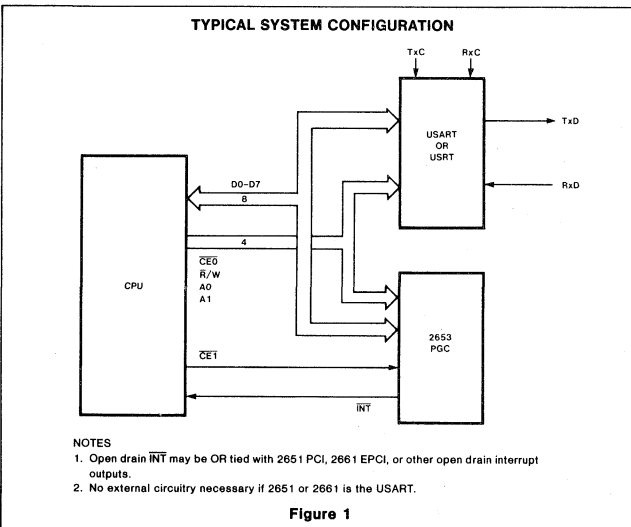 TYPICAL SYSTEM CONFIGURATION
TxC RxC
USART
OR
USRT
TxD
RxD
D0–D7
8
4
CE0
R/W
A0
A1
CPU
2653
PGC
CE1
INT
NOTES
1. Open drain INT may be OR tied with 2651 PCI, 2661 EPCI, or other open drain interrupt
outputs.
2. No external circuitry necessary if 2651 or 2661 is the USART.
Figure 1